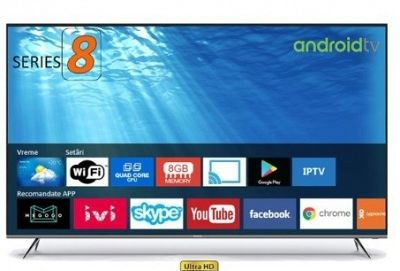 SERIES 8
androidtv
Vreme Setări
WiFi QUAD CORE CPU 8GB MEMORY Google Play IPTV
Recomandate APP
MEGOGO ivi skype YouTube facebook chrome
Ultra HD